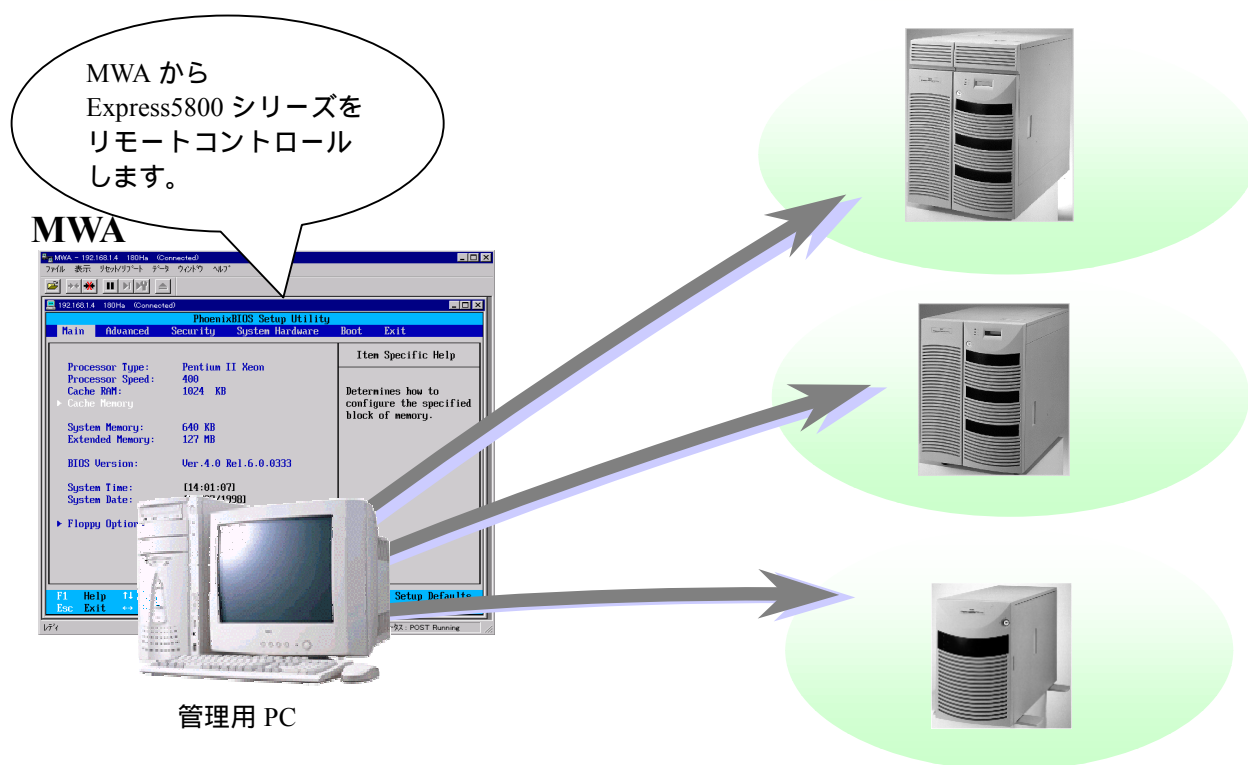 MWA から
Express5800 シリーズを
リモートコントロール
します。
MWA
MWA - 192.168.1.4 180Ha (Connected)
ファイル 表示 リセット/リブート データ ウィンドウ ヘルプ
192.168.1.4 180Ha (Connected)
PhoenixBIOS Setup Utility
Main Advanced Security System Hardware Boot Exit
Item Specific Help
Processor Type: Pentium II Xeon
Processor Speed: 400
Cache RAM: 1024 KB
Cache Memory
Determines how to
configure the specified
block of memory.
System Memory: 640 KB
Extended Memory: 127 MB
BIOS Version: Ver.4.0 Rel.6.0.0333
System Time: [14:01:07]
System Date:
Floppy Option
F1 Help ↑↓ Setup Defaults
Esc Exit ↔
レディ POST Running
管理用 PC